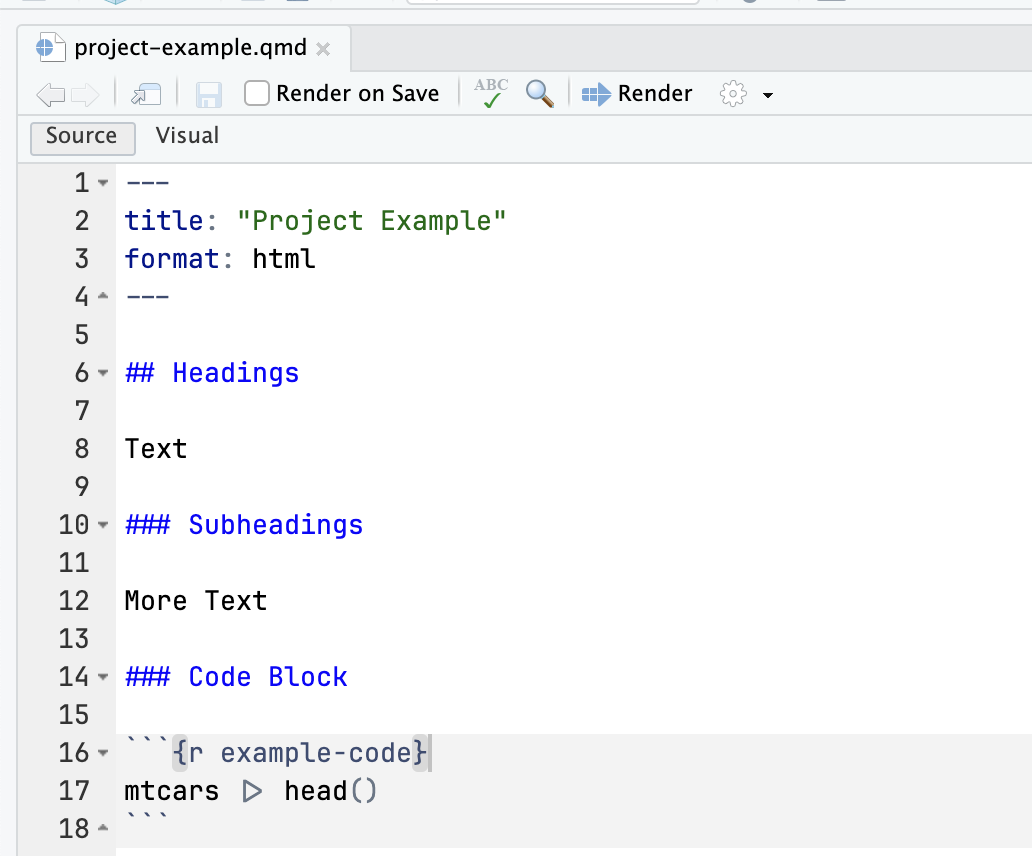 project-example.qmd
Render on Save ABC Render
Source Visual
1 ---
2 title: "Project Example"
3 format: html
4 ---
5
6 ## Headings
7
8 Text
9
10 ### Subheadings
11
12 More Text
13
14 ### Code Block
15
16 ```{r example-code}
17 mtcars |> head()
18 ```